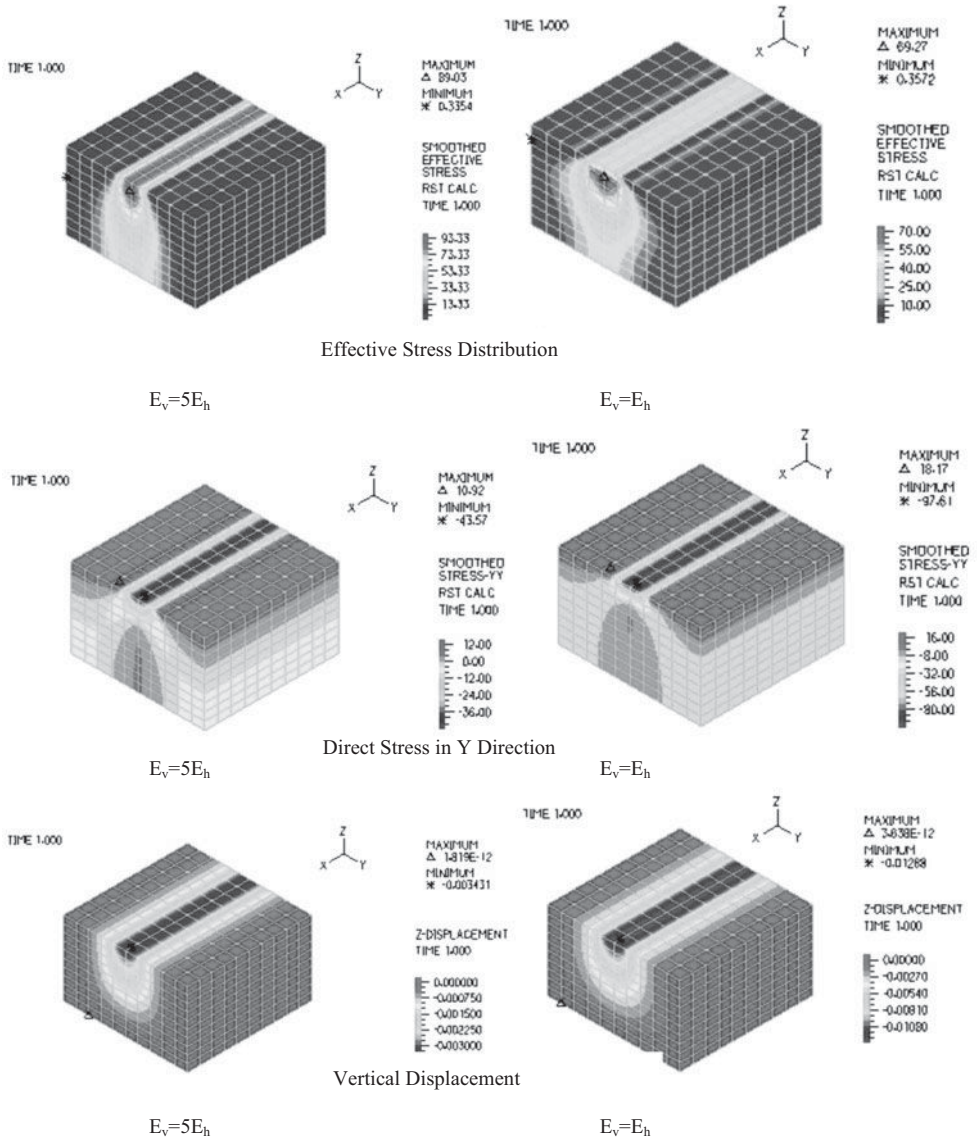 TIME 1.000
Z
X Y
MAXIMUM
Δ 89.03
MINIMUM
* 0.3354
SMOOTHED
EFFECTIVE
STRESS
RST CALC
TIME 1.000
93.33
73.33
53.33
33.33
13.33
TIME 1.000
Z
X Y
MAXIMUM
Δ 69.27
MINIMUM
* 0.3572
SMOOTHED
EFFECTIVE
STRESS
RST CALC
TIME 1.000
70.00
55.00
40.00
25.00
10.00
Effective Stress Distribution
Ev=5Eh
Ev=Eh
TIME 1.000
Z
X Y
MAXIMUM
Δ 10.92
MINIMUM
* -43.57
SMOOTHED
STRESS-YY
RST CALC
TIME 1.000
12.00
0.00
-12.00
-24.00
-36.00
TIME 1.000
Z
X Y
MAXIMUM
Δ 18.17
MINIMUM
* -97.61
SMOOTHED
STRESS-YY
RST CALC
TIME 1.000
16.00
-8.00
-32.00
-56.00
-80.00
Direct Stress in Y Direction
Ev=5Eh
Ev=Eh
TIME 1.000
Z
X Y
MAXIMUM
Δ 1.819E-12
MINIMUM
* -0.003431
Z-DISPLACEMENT
TIME 1.000
0.000000
-0.000750
-0.001500
-0.002250
-0.003000
TIME 1.000
Z
X Y
MAXIMUM
Δ 3.638E-12
MINIMUM
* -0.01288
Z-DISPLACEMENT
TIME 1.000
0.00000
-0.00270
-0.00540
-0.00810
-0.01080
Vertical Displacement
Ev=5Eh
Ev=Eh